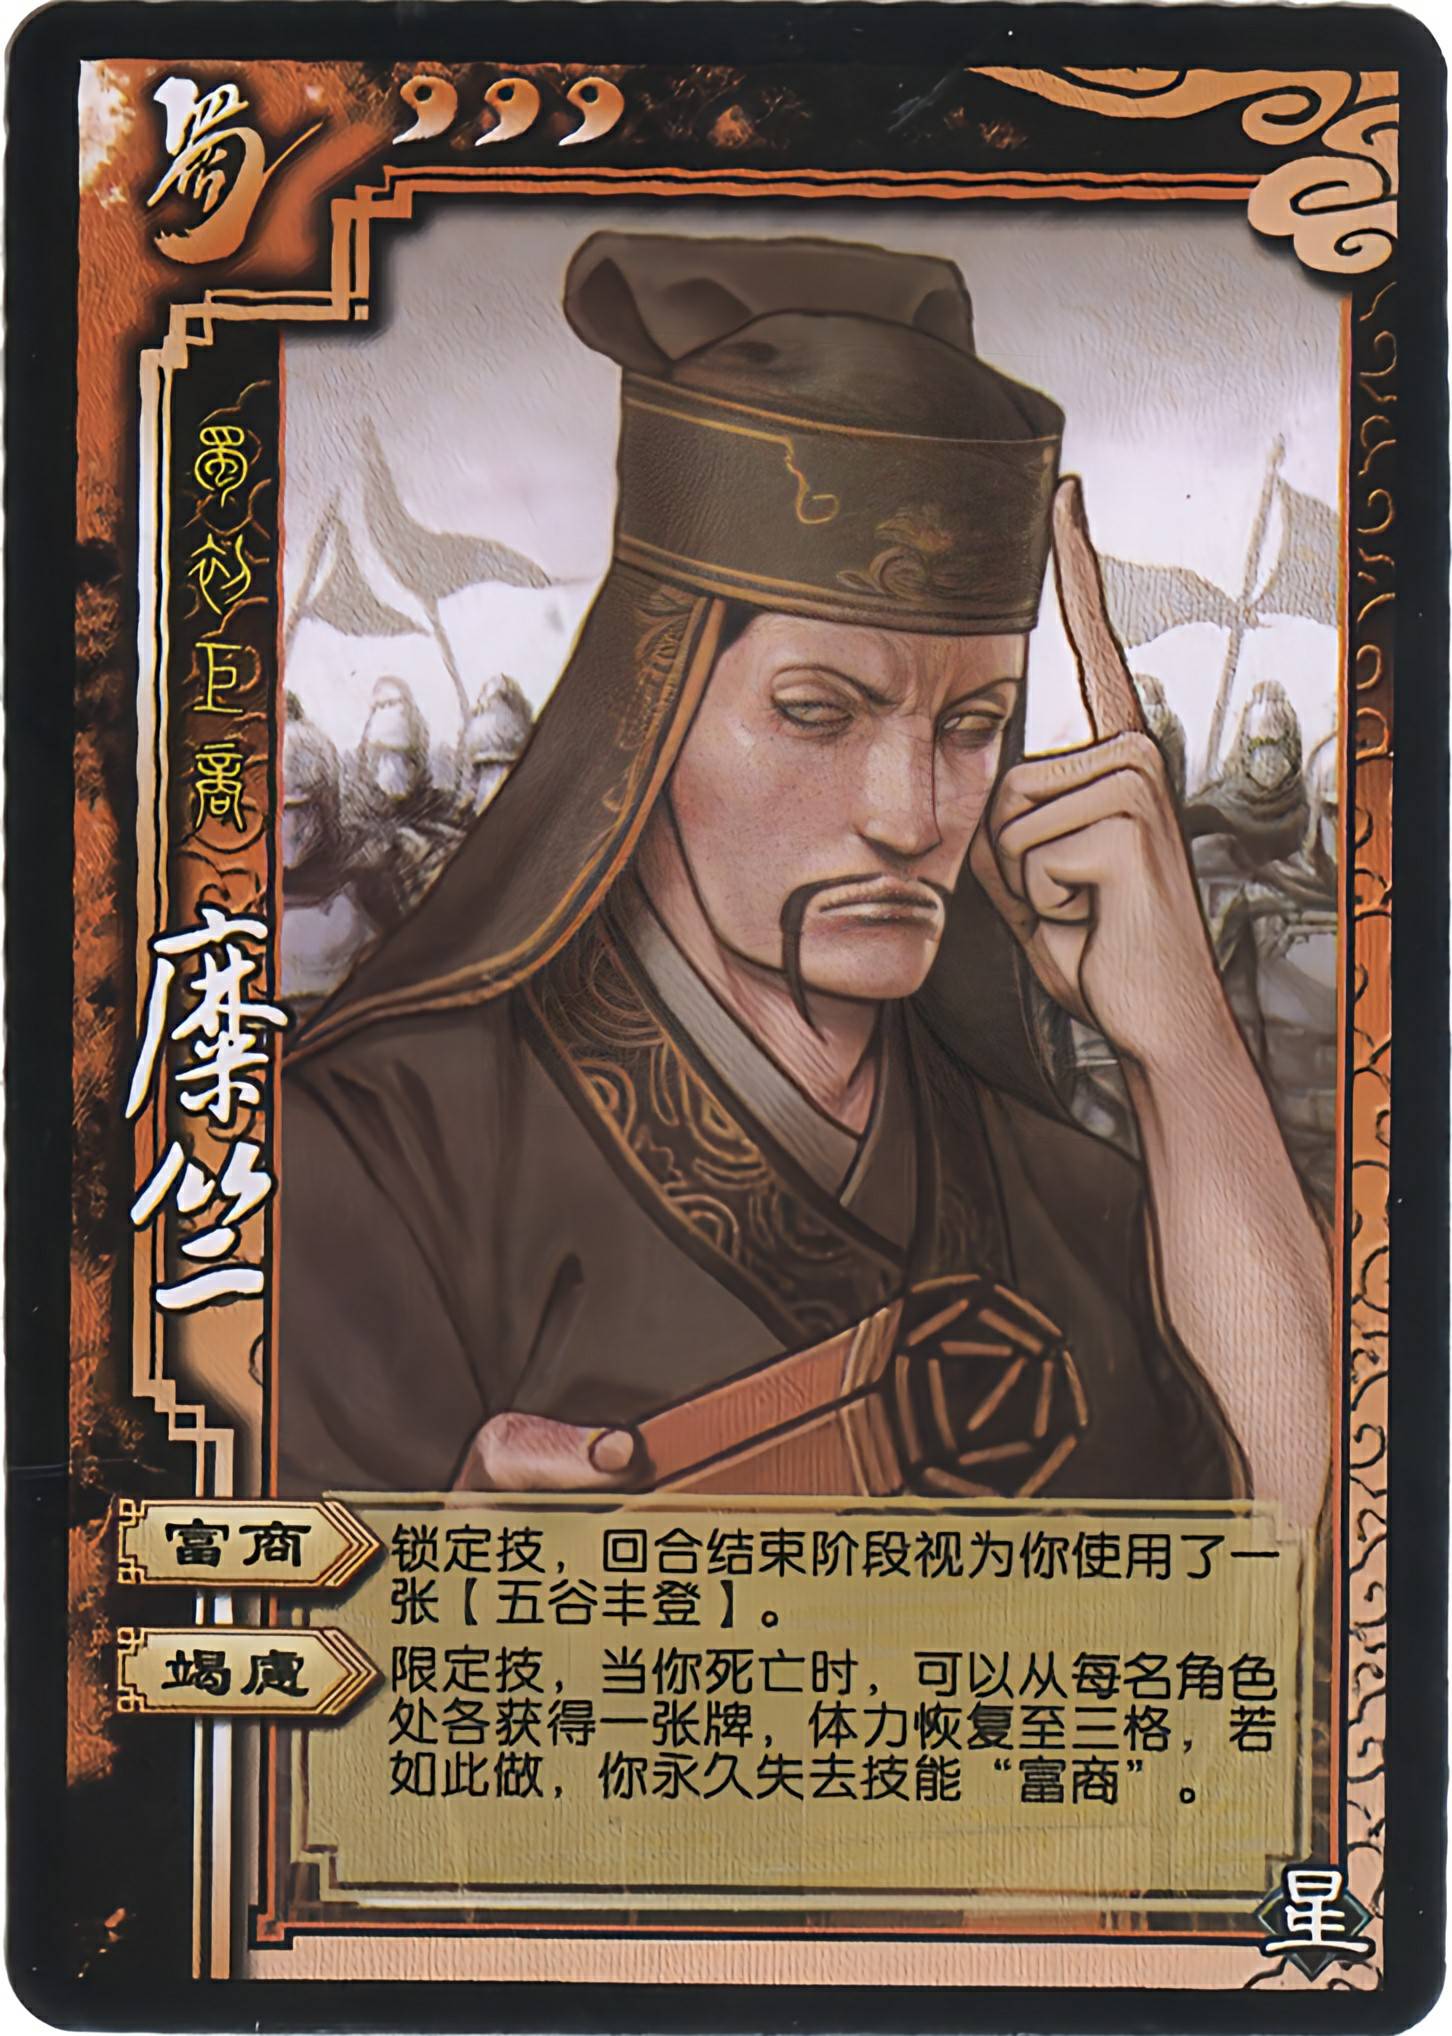 蜀
蜀初巨商
糜竺
富商
锁定技，回合结束阶段视为你使用了一
张【五谷丰登】。
竭虑
限定技，当你死亡时，可以从每名角色
处各获得一张牌，体力恢复至三格，若
如此做，你永久失去技能“富商”。
星